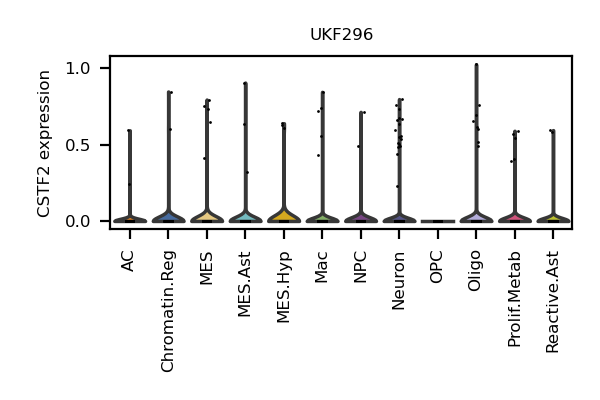 UKF296
CSTF2 expression
1.0
0.5
0.0
AC
Chromatin.Reg
MES
MES.Ast
MES.Hyp
Mac
NPC
Neuron
OPC
Oligo
Prolif.Metab
Reactive.Ast